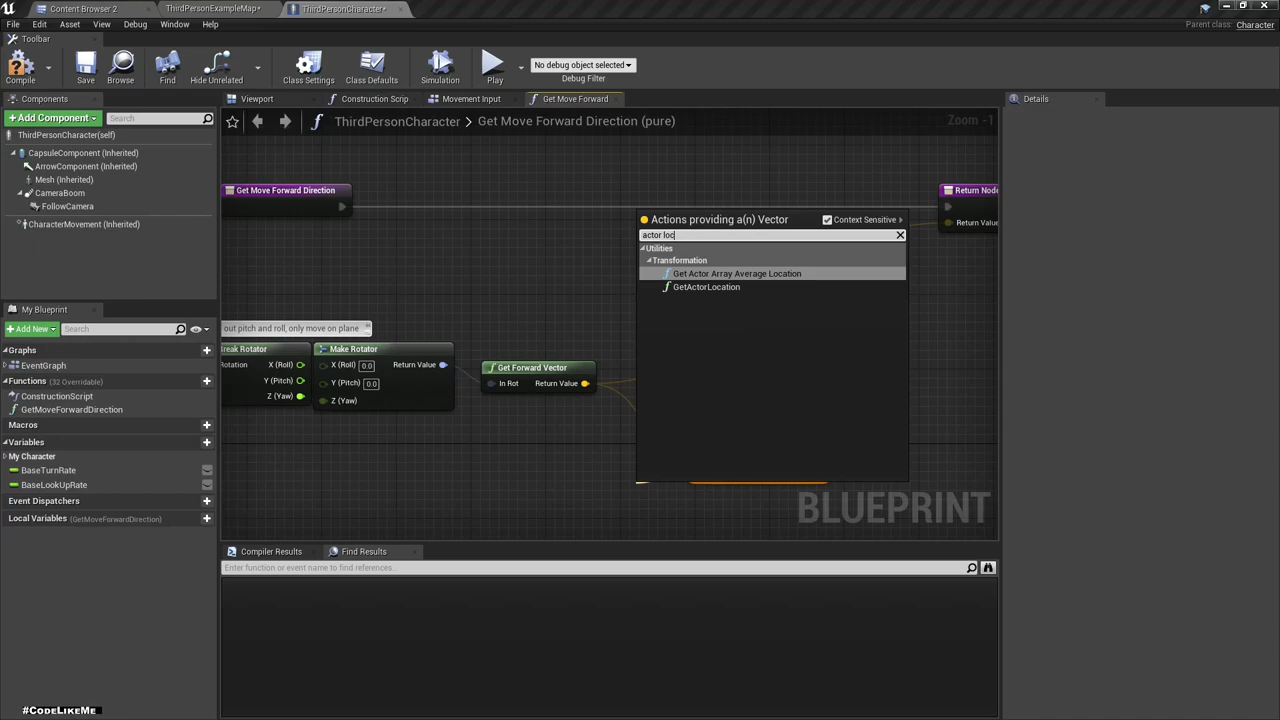 Content Browser 2
ThirdPersonExampleMap*
ThirdPersonCharacter*
File Edit Asset View Debug Window Help
Parent class: Character
Toolbar
Compile
Save
Browse
Find
Hide Unrelated
Class Settings
Class Defaults
Simulation
Play
No debug object selected
Debug Filter
Components
+ Add Component
Search
ThirdPersonCharacter(self)
CapsuleComponent (Inherited)
ArrowComponent (Inherited)
Mesh (Inherited)
CameraBoom
FollowCamera
CharacterMovement (Inherited)
My Blueprint
+ Add New
Search
Graphs
EventGraph
Functions (32 Overridable)
ConstructionScript
GetMoveForwardDirection
Macros
Variables
My Character
BaseTurnRate
BaseLookUpRate
Event Dispatchers
Local Variables (GetMoveForwardDirection)
Viewport
Construction Scrip
Movement Input
Get Move Forward
ThirdPersonCharacter > Get Move Forward Direction (pure)
Zoom -1
Get Move Forward Direction
Return Node
Return Value
Actions providing a(n) Vector
Context Sensitive
actor loc
Utilities
Transformation
Get Actor Array Average Location
GetActorLocation
out pitch and roll, only move on plane
reak Rotator
Rotation
X (Roll)
Y (Pitch)
Z (Yaw)
Make Rotator
X (Roll) 0.0
Return Value
Y (Pitch) 0.0
Z (Yaw)
Get Forward Vector
In Rot
Return Value
BLUEPRINT
Compiler Results
Find Results
Enter function or event name to find references...
Details
#CodeLikeMe